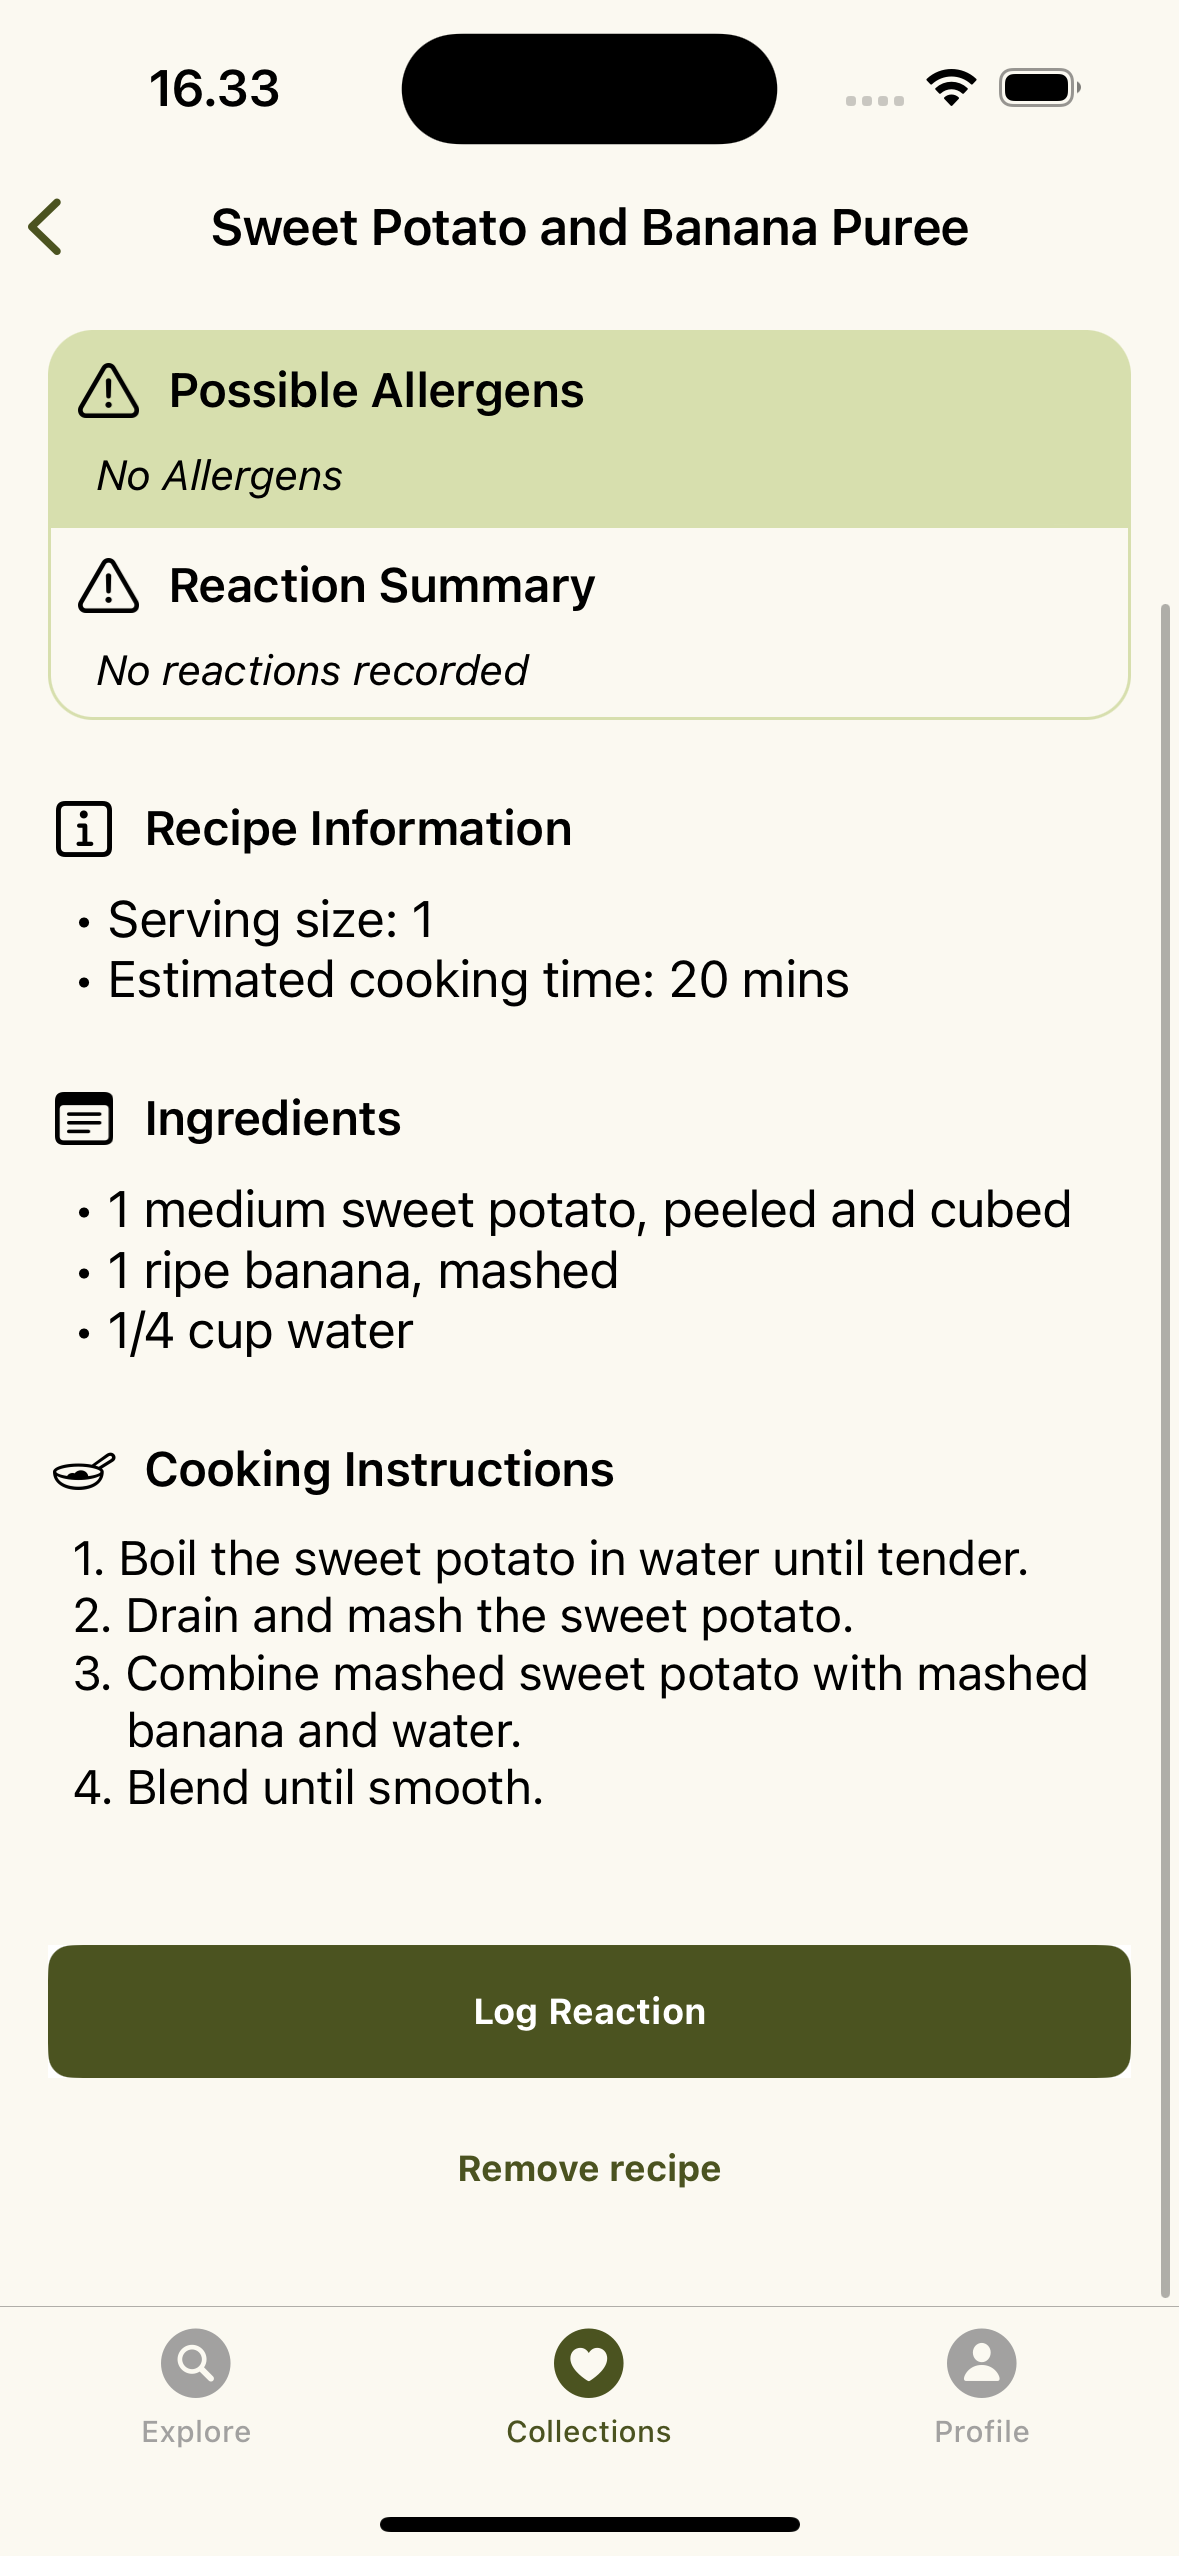 16.33
Sweet Potato and Banana Puree
Possible Allergens
No Allergens
Reaction Summary
No reactions recorded
Recipe Information
• Serving size: 1
• Estimated cooking time: 20 mins
Ingredients
• 1 medium sweet potato, peeled and cubed
• 1 ripe banana, mashed
• 1/4 cup water
Cooking Instructions
1. Boil the sweet potato in water until tender.
2. Drain and mash the sweet potato.
3. Combine mashed sweet potato with mashed
banana and water.
4. Blend until smooth.
Log Reaction
Remove recipe
Explore
Collections
Profile